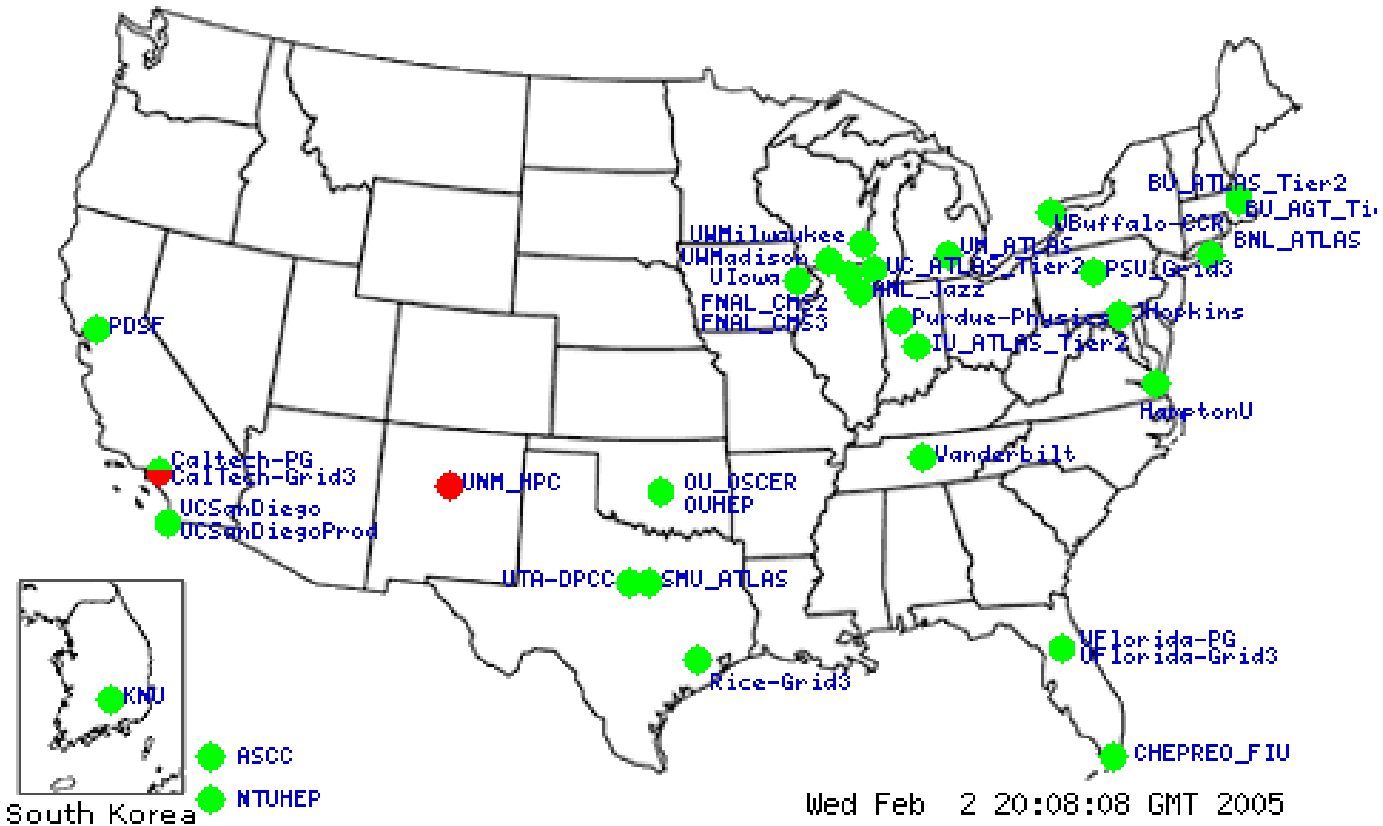 BU_ATLAS_Tier2
BU_AGT_Tie
UBuffalo-CCR
BNL_ATLAS
UWMilwaukee
UM_ATLAS
UWMadison
UC_ATLAS_Tier2
PSU_Grid3
UIowa
ANL_Jazz
FNAL_CMS2
FNAL_CMS3
Purdue-Physics
JHopkins
PDSF
IU_ATLAS_Tier2
HamptonU
Vanderbilt
Caltech-PG
CalTech-Grid3
UNM_HPC
OU_OSCER
OUHEP
UCSanDiego
UCSanDiegoProd
UTA-DPCC
SMU_ATLAS
UFlorida-PG
UFlorida-Grid3
Rice-Grid3
KNU
ASCC
CHEPREO_FIU
NTUHEP
South Korea
Wed Feb 2 20:08:08 GMT 2005